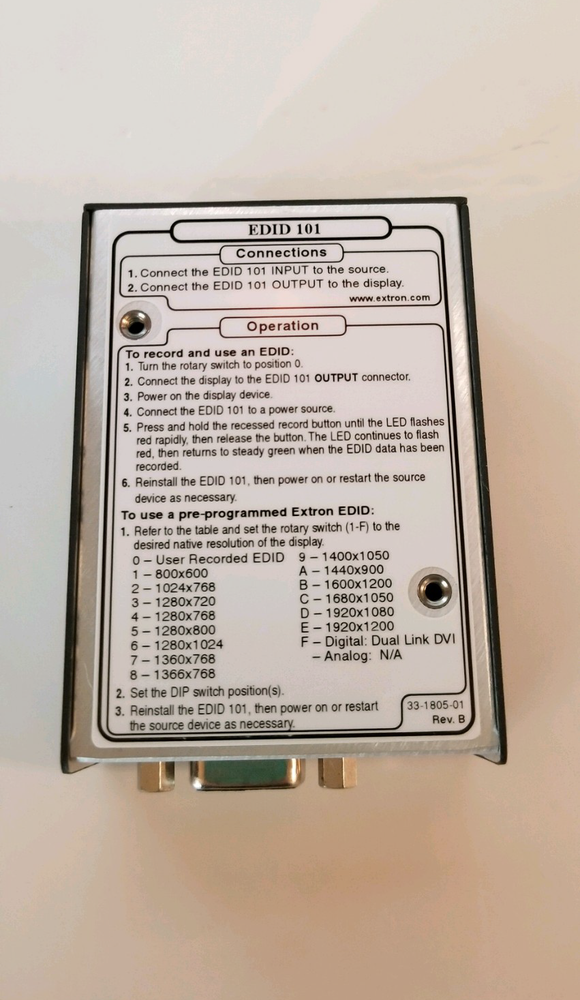 EDID 101
Connections
1. Connect the EDID 101 INPUT to the source.
2. Connect the EDID 101 OUTPUT to the display.
www.extron.com
Operation
To record and use an EDID:
1. Turn the rotary switch to position 0.
2. Connect the display to the EDID 101 OUTPUT connector.
3. Power on the display device.
4. Connect the EDID 101 to a power source.
5. Press and hold the recessed record button until the LED flashes
red rapidly, then release the button. The LED continues to flash
red, then returns to steady green when the EDID data has been
recorded.
6. Reinstall the EDID 101, then power on or restart the source
device as necessary.
To use a pre-programmed Extron EDID:
1. Refer to the table and set the rotary switch (1-F) to the
desired native resolution of the display.
0 – User Recorded EDID
1 – 800x600
2 – 1024x768
3 – 1280x720
4 – 1280x768
5 – 1280x800
6 – 1280x1024
7 – 1360x768
8 – 1366x768
9 – 1400x1050
A – 1440x900
B – 1600x1200
C – 1680x1050
D – 1920x1080
E – 1920x1200
F – Digital: Dual Link DVI
– Analog: N/A
2. Set the DIP switch position(s).
3. Reinstall the EDID 101, then power on or restart
the source device as necessary.
33-1805-01
Rev. B